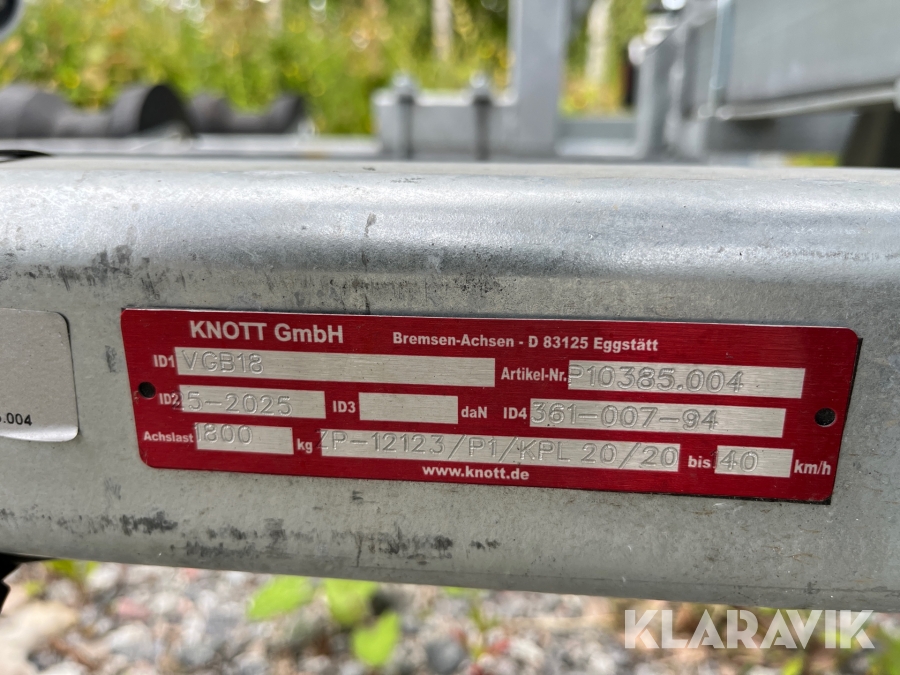 KNOTT GmbH Bremsen-Achsen - D 83125 Eggstätt
ID1 VGB18 Artikel-Nr. P10385.004
ID2 5-2025 ID3 daN ID4 361-007-94
Achslast 1800 kg ZP-12123/P1/KPL 20/20 bis 40 km/h
www.knott.de
.004
KLARAVIK